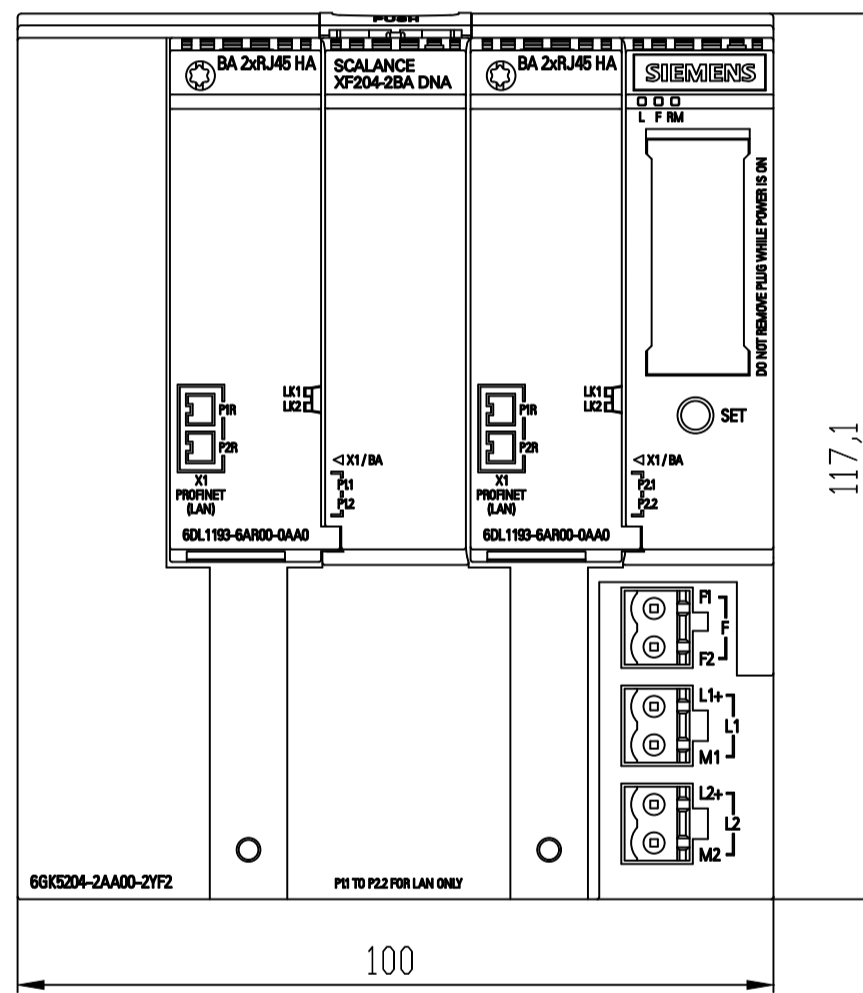 PUSH
BA 2xRJ45 HA
SCALANCE
XF204-2BA DNA
BA 2xRJ45 HA
SIEMENS
L F RM
DO NOT REMOVE PLUG WHILE POWER IS ON
LK1
LK2
P1R
P2R
X1
PROFINET
(LAN)
6DL1193-6AR00-0AA0
X1/BA
P1.1
P1.2
LK1
LK2
P1R
P2R
X1
PROFINET
(LAN)
6DL1193-6AR00-0AA0
SET
X1/BA
P2.1
P2.2
F1
F
F2
L1+
L1
M1
L2+
L2
M2
6GK5204-2AA00-2YF2
P1.1 TO P2.2 FOR LAN ONLY
100
117,1